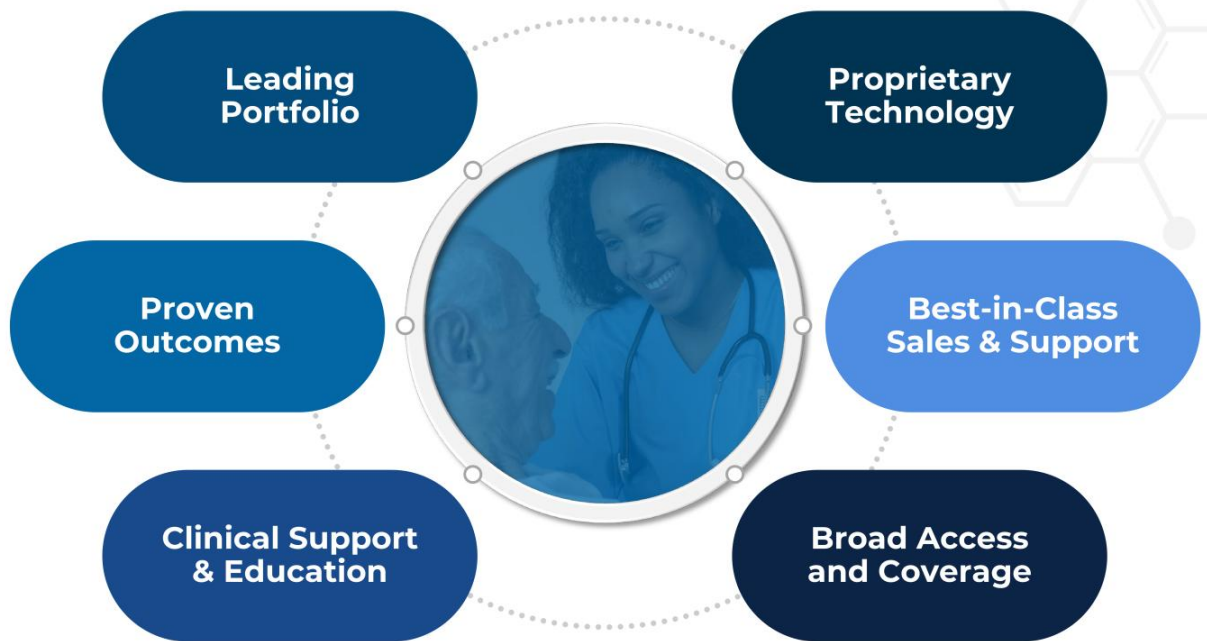 Leading
Portfolio
Proprietary
Technology
Proven
Outcomes
Best-in-Class
Sales & Support
Clinical Support
& Education
Broad Access
and Coverage